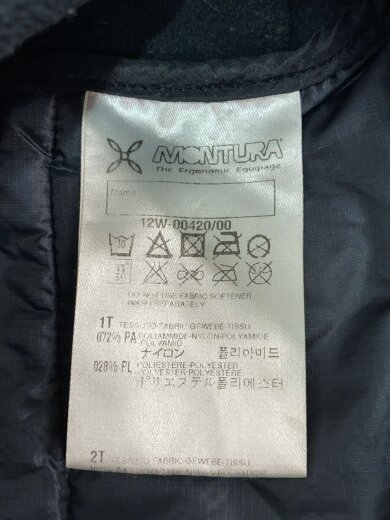 MONTURA®
The Ergonomic Equipage
Name
12W-00420/00
30
DO NOT USE FABRIC SOFTENER
WASH SEPARATELY
1T TESSUTO-FABRIC-GEWEBE-TISSU
072% PA POLIAMMIDE-NYLON-POLYAMIDE
POLYAMID
ナイロン 폴리아미드
028% PL POLIESTERE-POLYESTER
POLYESTER-POLYESTER
ポリエステル폴리에스터
2T TESSUTO-FABRIC-GEWEBE-TISSU